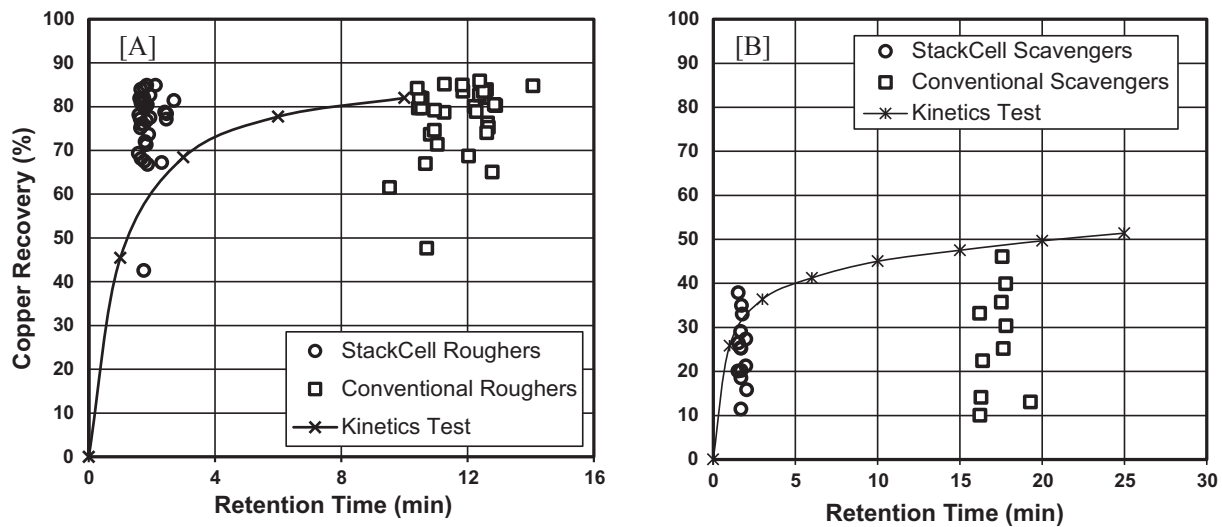 [A]
Copper Recovery (%)
100
90
80
70
60
50
40
30
20
10
0
StackCell Roughers
Conventional Roughers
Kinetics Test
0 4 8 12 16
Retention Time (min)
[B]
100
90
80
70
60
50
40
30
20
10
0
StackCell Scavengers
Conventional Scavengers
Kinetics Test
0 5 10 15 20 25 30
Retention Time (min)